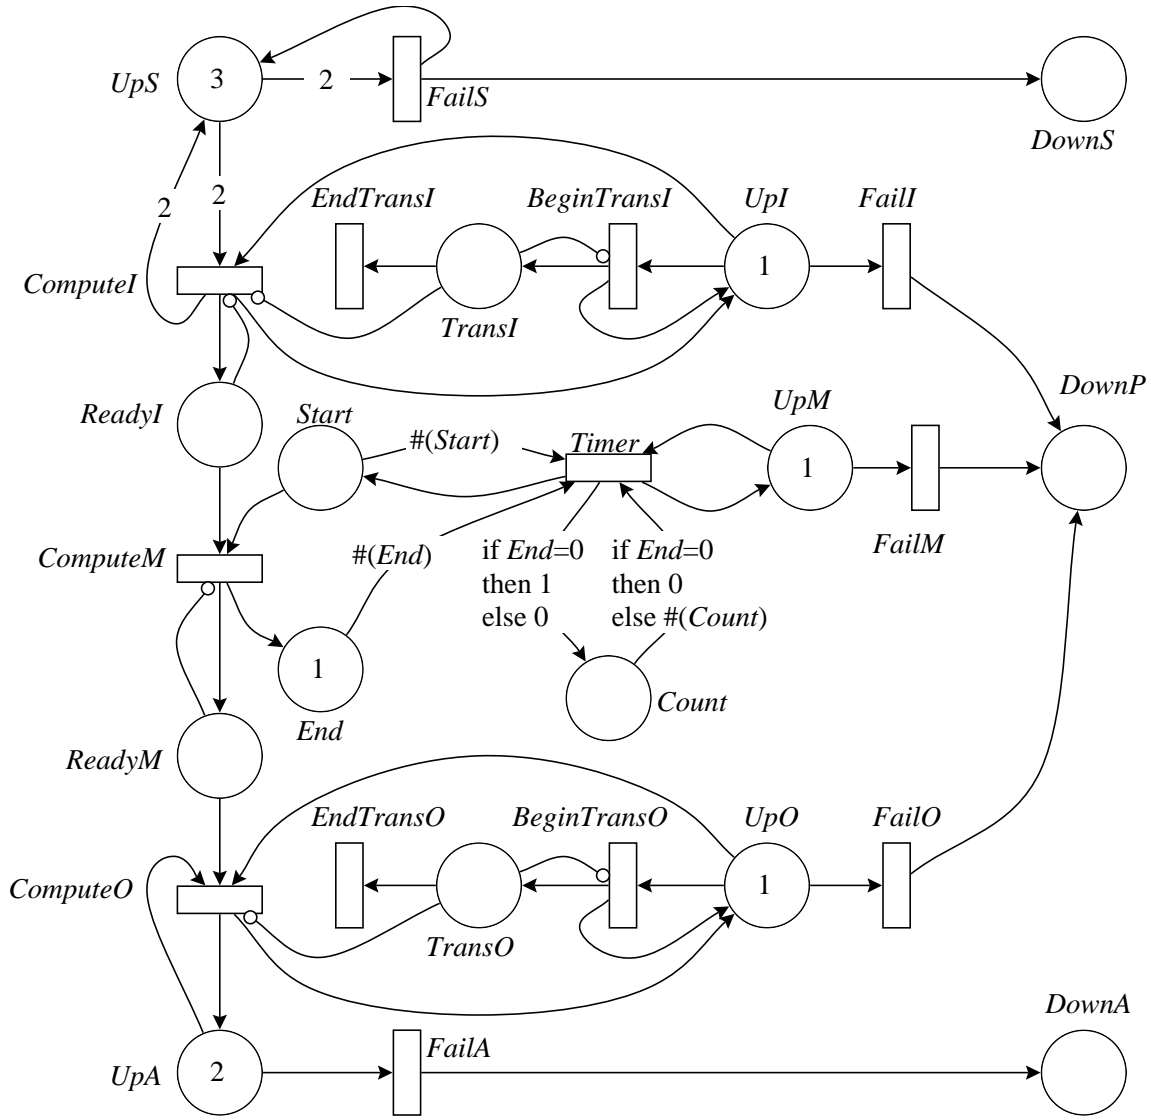 UpS
3
2
FailS
DownS
2
2
EndTransI
BeginTransI
UpI
FailI
ComputeI
1
TransI
DownP
ReadyI
Start
#(Start)
Timer
UpM
1
ComputeM
#(End)
if End=0
then 1
else 0
if End=0
then 0
else #(Count)
FailM
1
End
Count
ReadyM
EndTransO
BeginTransO
UpO
FailO
ComputeO
1
TransO
DownA
FailA
UpA
2